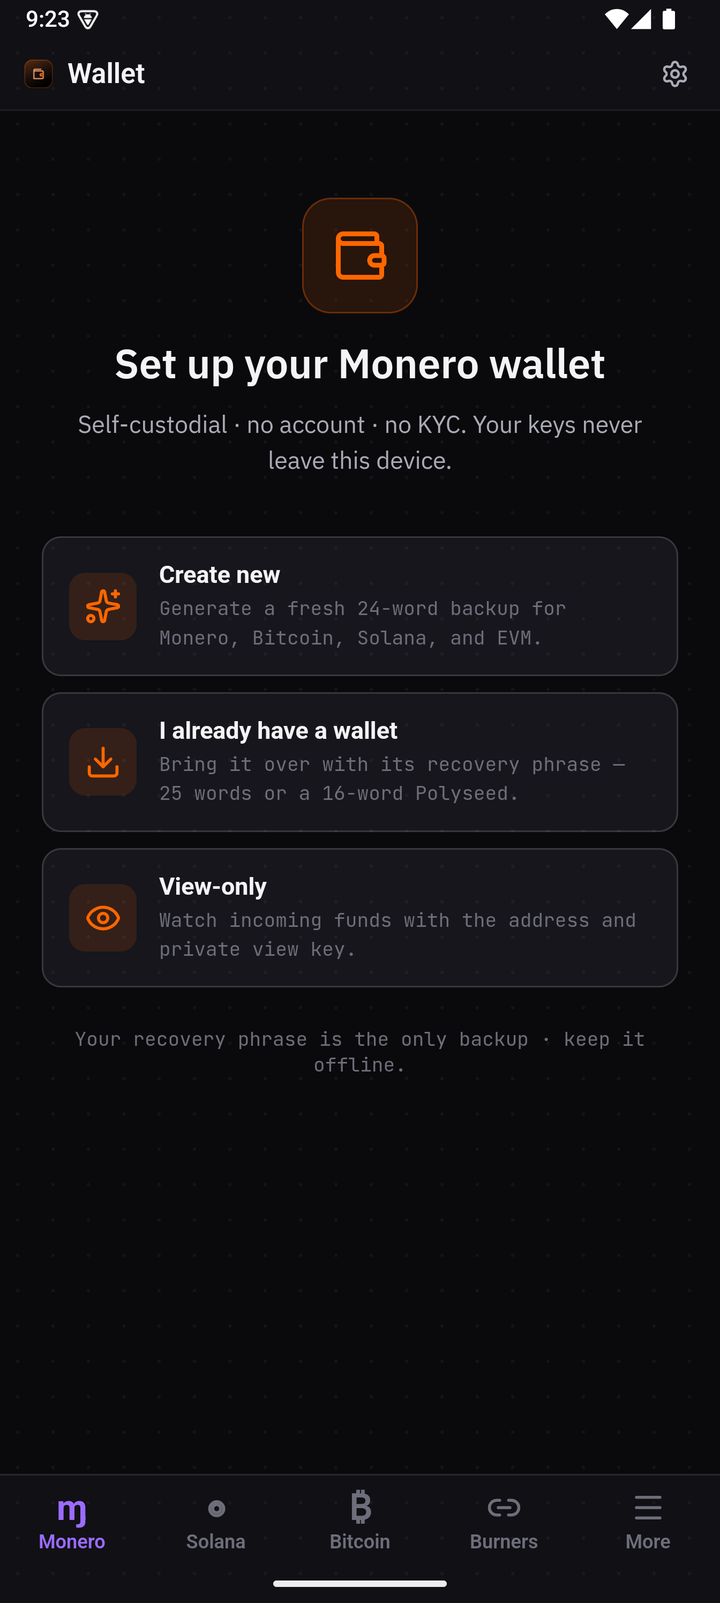 9:23
Wallet
Set up your Monero wallet
Self-custodial · no account · no KYC. Your keys never
leave this device.
Create new
Generate a fresh 24-word backup for
Monero, Bitcoin, Solana, and EVM.
I already have a wallet
Bring it over with its recovery phrase —
25 words or a 16-word Polyseed.
View-only
Watch incoming funds with the address and
private view key.
Your recovery phrase is the only backup · keep it
offline.
Monero
Solana
Bitcoin
Burners
More